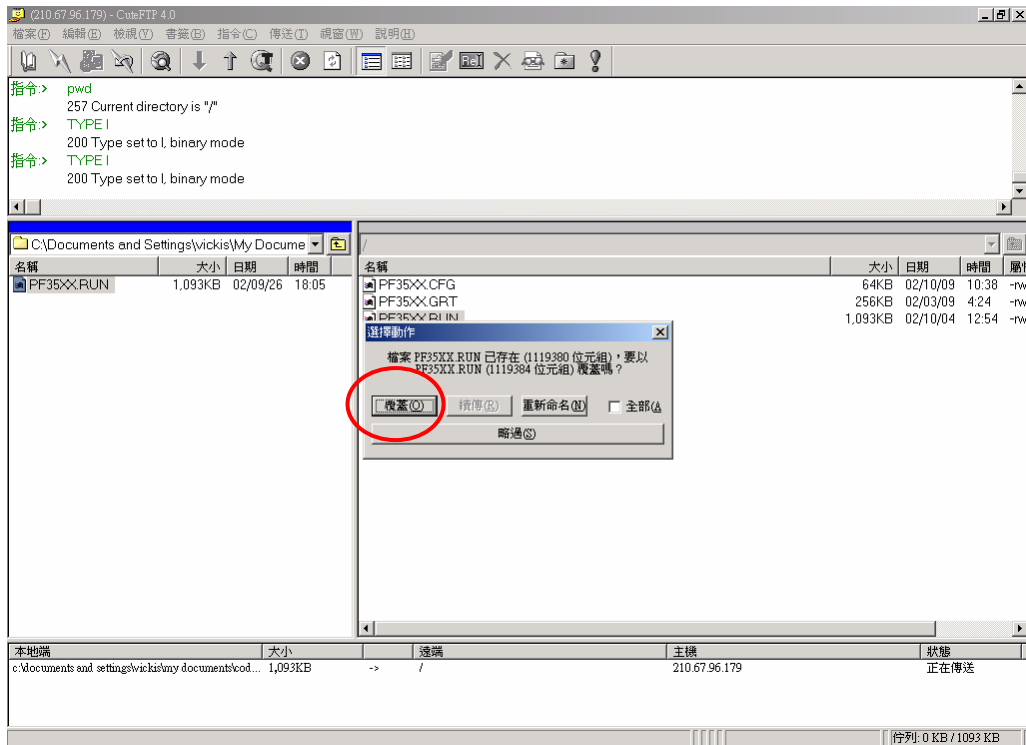 (210.67.96.179) - CuteFTP 4.0
檔案(F) 編輯(E) 檢視(V) 書籤(B) 指令(C) 傳送(T) 視窗(W) 說明(H)
指令:> pwd
257 Current directory is "/"
指令:> TYPE I
200 Type set to I, binary mode
指令:> TYPE I
200 Type set to I, binary mode
C:\Documents and Settings\vickis\My Docume
/
名稱 大小 日期 時間
PF35XX.RUN 1,093KB 02/09/26 18:05
名稱 大小 日期 時間 屬
PF35XX.CFG 64KB 02/10/09 10:38 -rw
PF35XX.GRT 256KB 02/03/09 4:24 -rw
PF35XX.RUN 1,093KB 02/10/04 12:54 -rw
選擇動作
檔案 PF35XX.RUN 已存在 (1119380 位元組)，要以
PF35XX.RUN (1119384 位元組) 覆蓋嗎？
覆蓋(O) 續傳(R) 重新命名(N) 全部(A
略過(S)
本地端 大小 遠端 主機 狀態
c:\documents and settings\vickis\my documents\cod... 1,093KB -> / 210.67.96.179 正在傳送
佇列: 0 KB / 1093 KB